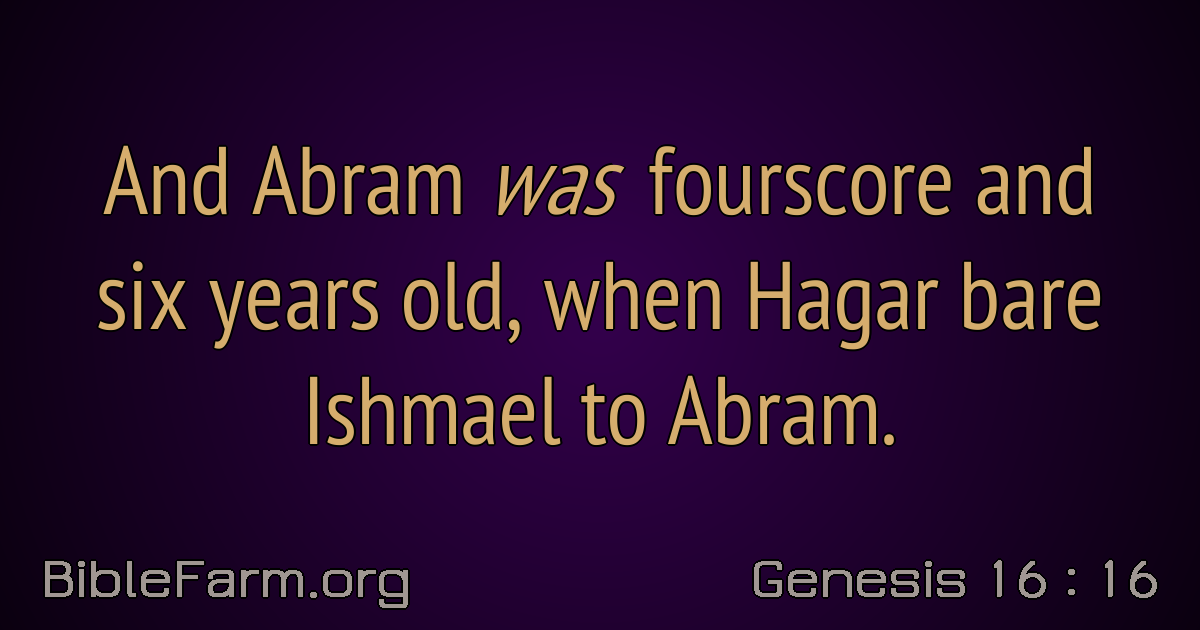 And Abram was fourscore and
six years old, when Hagar bare
Ishmael to Abram.
BibleFarm.org
Genesis 16 : 16